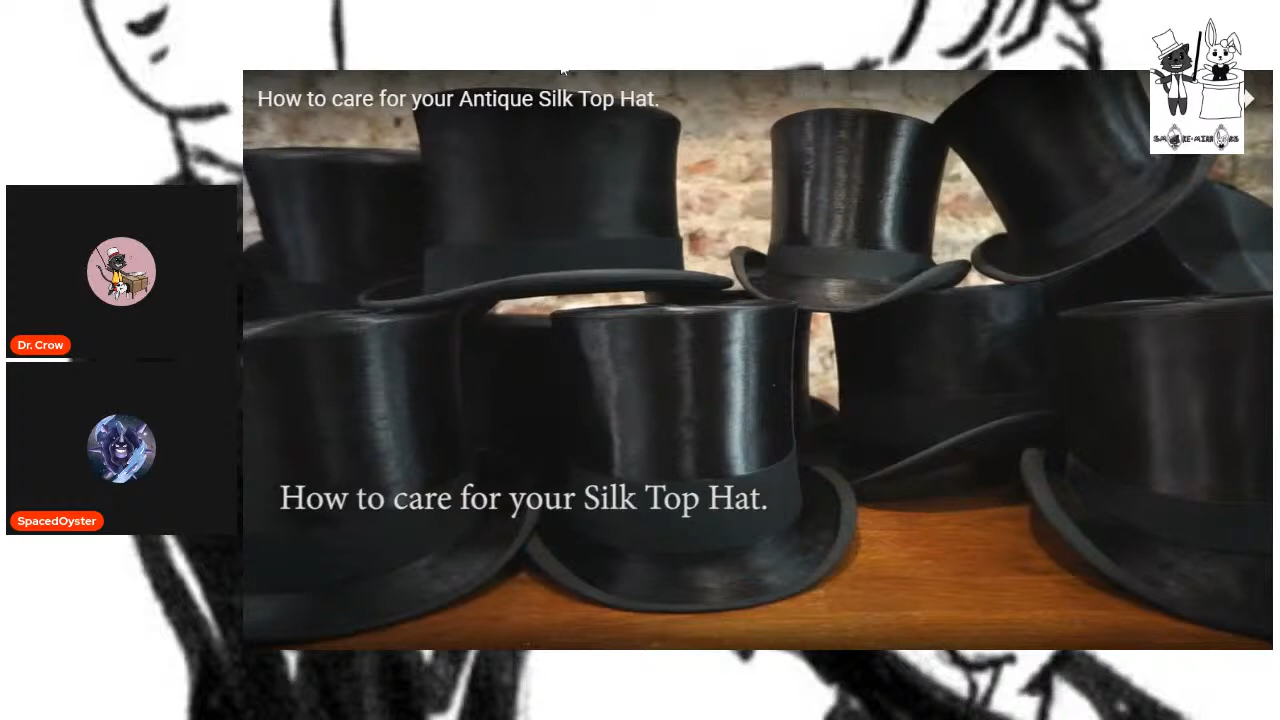 How to care for your Antique Silk Top Hat.
Dr. Crow
SpacedOyster
How to care for your Silk Top Hat.